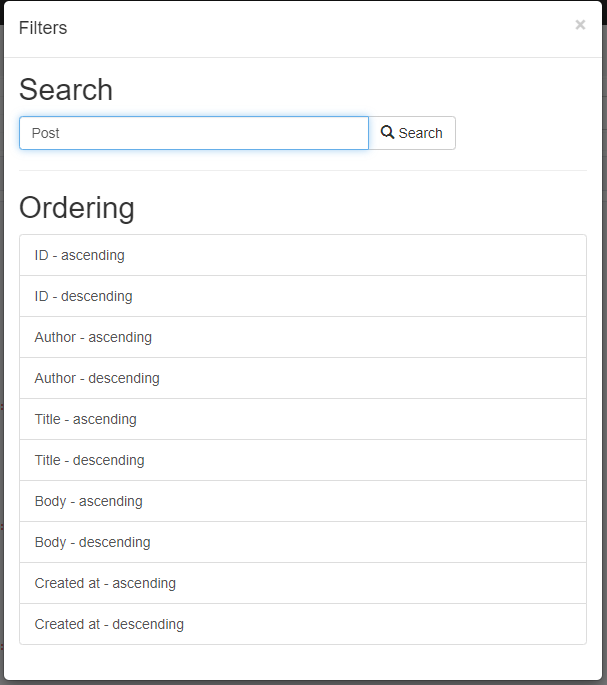 Filters ×
Search
Post Search
Ordering
ID - ascending
ID - descending
Author - ascending
Author - descending
Title - ascending
Title - descending
Body - ascending
Body - descending
Created at - ascending
Created at - descending